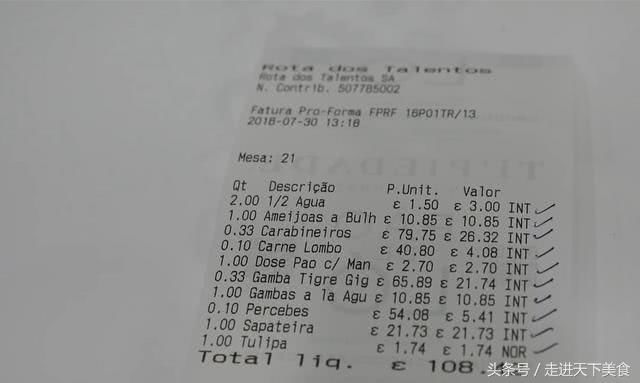 Rota dos Talentos
Rota dos Talentos SA
N. Contrib. 507785002
Fatura Pro-Forma FPRF 16P01TR/13
2018-07-30 13:18
Mesa: 21
Qt Descrição P.Unit. Valor
2.00 1/2 Agua £ 1.50 £ 3.00 INT
1.00 Ameijoas a Bulh £ 10.85 £ 10.85 INT
0.33 Carabineiros £ 79.75 £ 26.32 INT
0.10 Carne Lombo £ 40.80 £ 4.08 INT
1.00 Dose Pao c/ Man £ 2.70 £ 2.70 INT
0.33 Gamba Tigre Gig £ 65.89 £ 21.74 INT
1.00 Gambas a la Agu £ 10.85 £ 10.85 INT
0.10 Percebes £ 54.08 £ 5.41 INT
1.00 Sapateira £ 21.73 £ 21.73 INT
1.00 Tulipa £ 1.74 £ 1.74 NOR
Total liq. £ 108.
头条号／走进天下美食